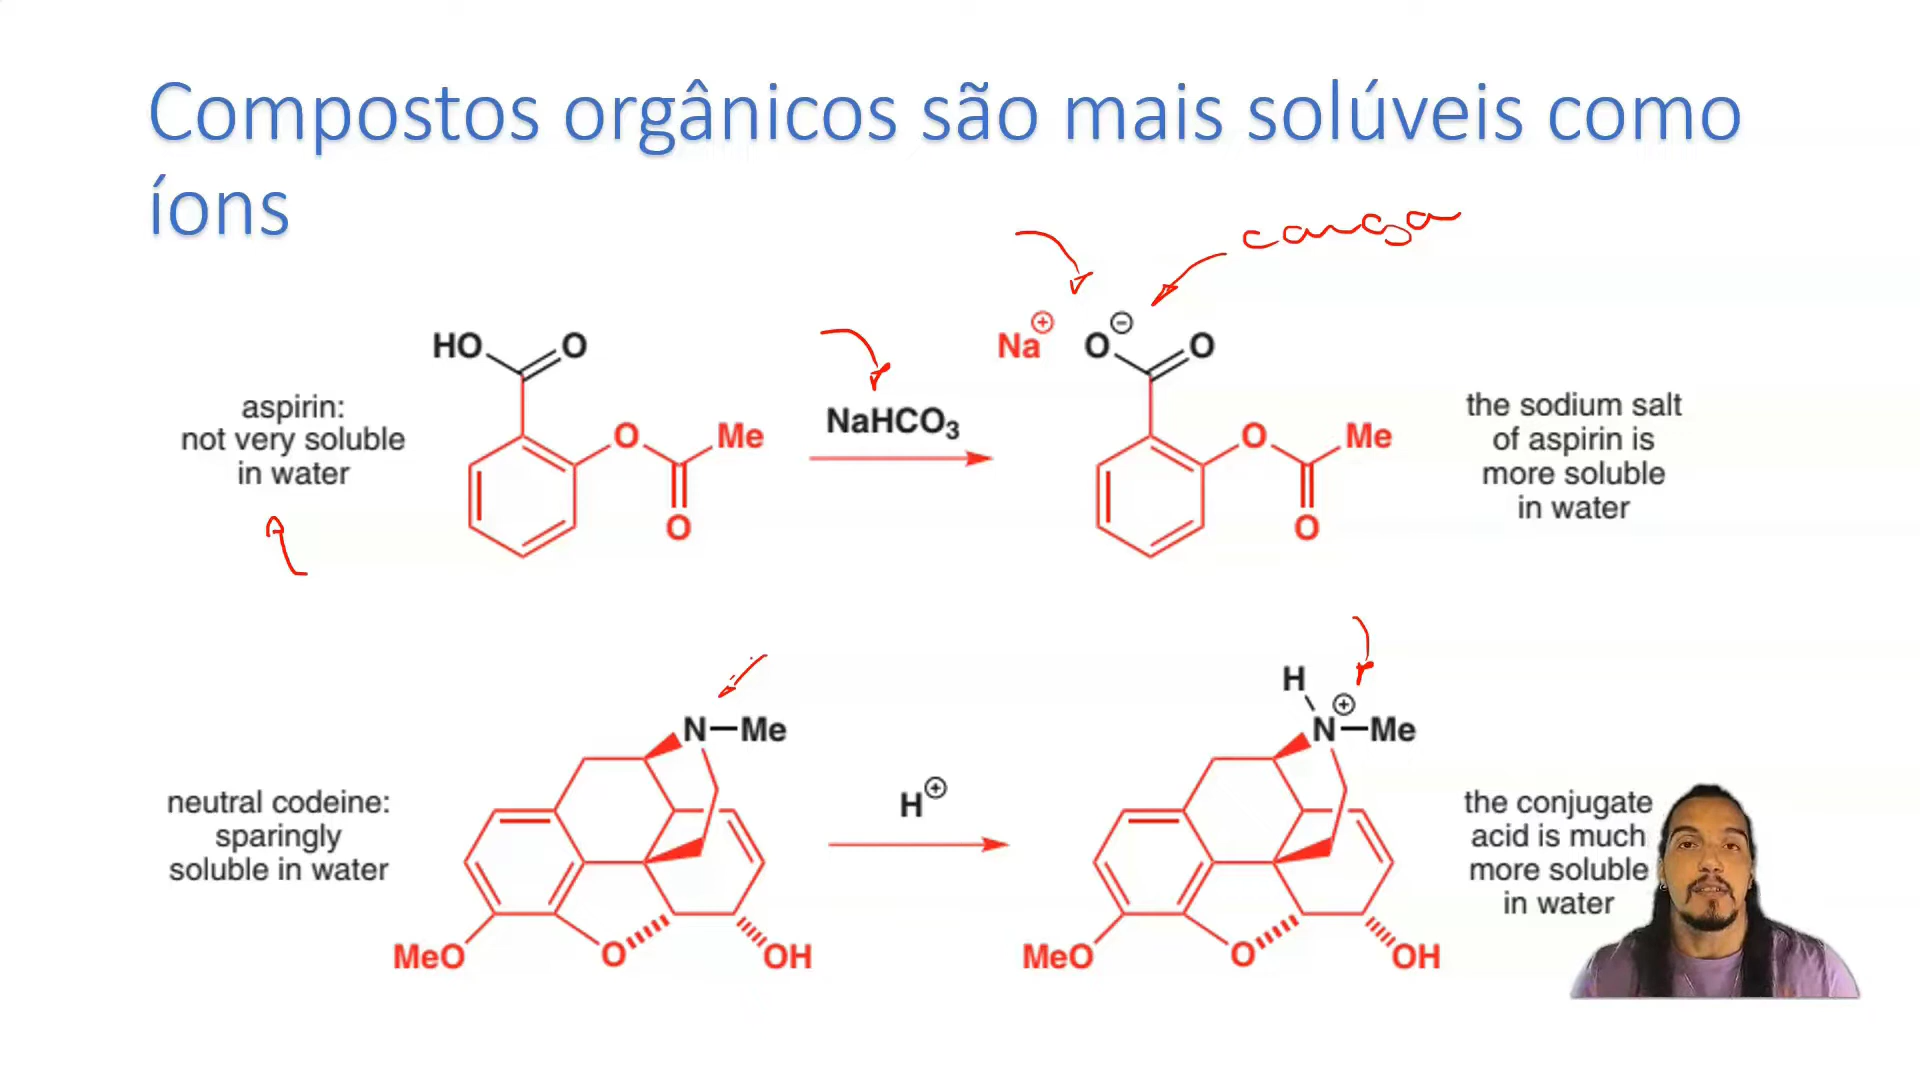 Compostos orgânicos são mais solúveis como
íons
carga
HO
O
Na⊕
O⊖
O
aspirin:
not very soluble
in water
O
Me
O
NaHCO₃
O
Me
O
the sodium salt
of aspirin is
more soluble
in water
N—Me
H
N⊕—Me
neutral codeine:
sparingly
soluble in water
H⊕
the conjugate
acid is much
more soluble
in water
MeO
O
OH
MeO
O
OH